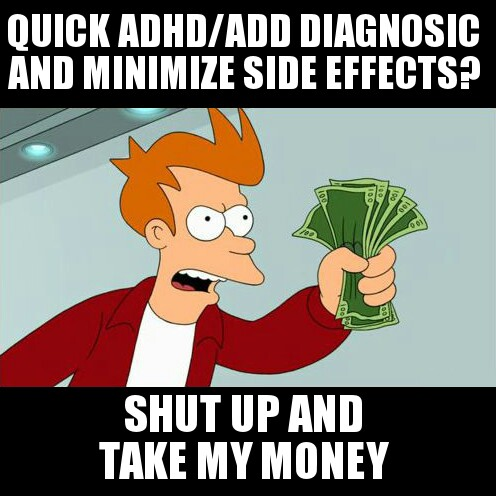 QUICK ADHD/ADD DIAGNOSIC
AND MINIMIZE SIDE EFFECTS?
SHUT UP AND
TAKE MY MONEY